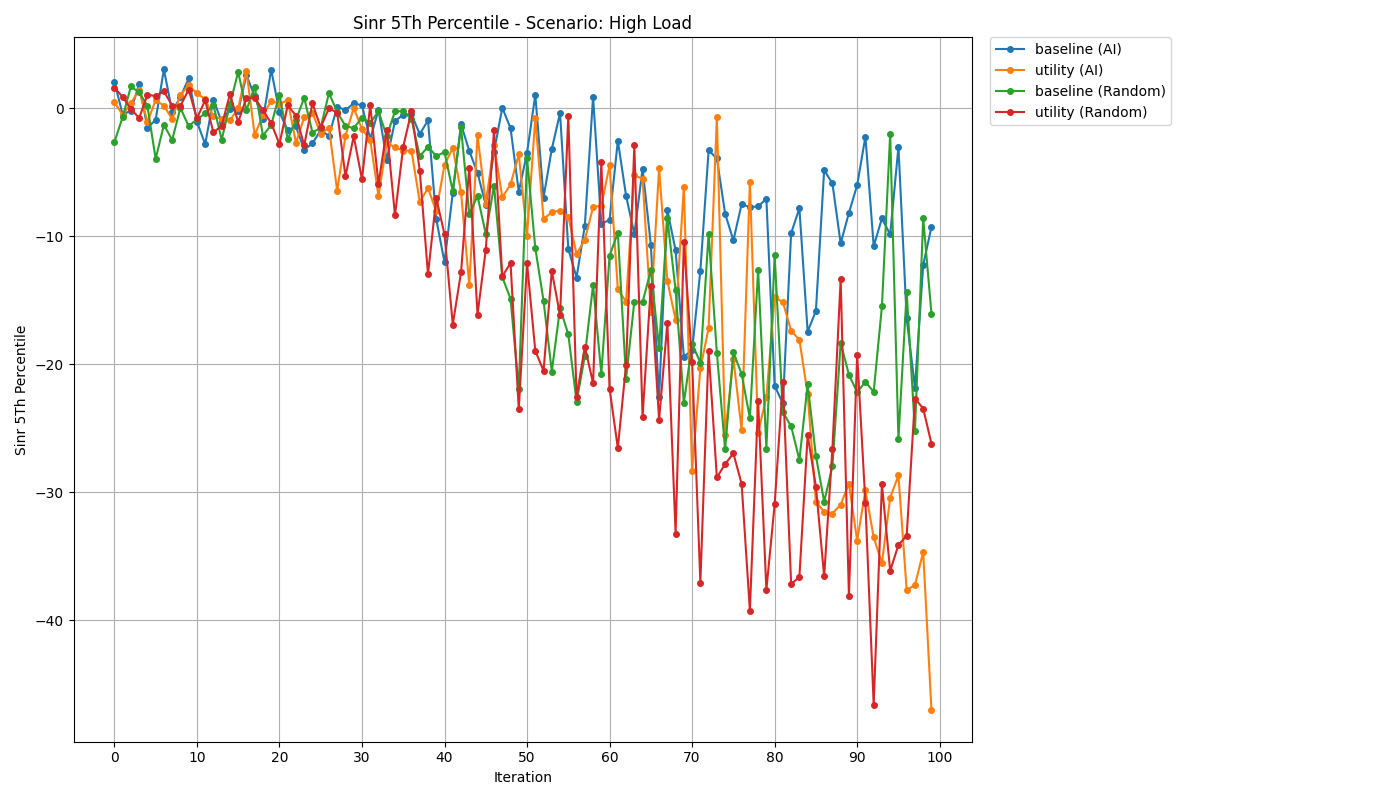 Sinr 5Th Percentile - Scenario: High Load
baseline (AI)
utility (AI)
baseline (Random)
utility (Random)
Sinr 5Th Percentile
0
−10
−20
−30
−40
0 10 20 30 40 50 60 70 80 90 100
Iteration